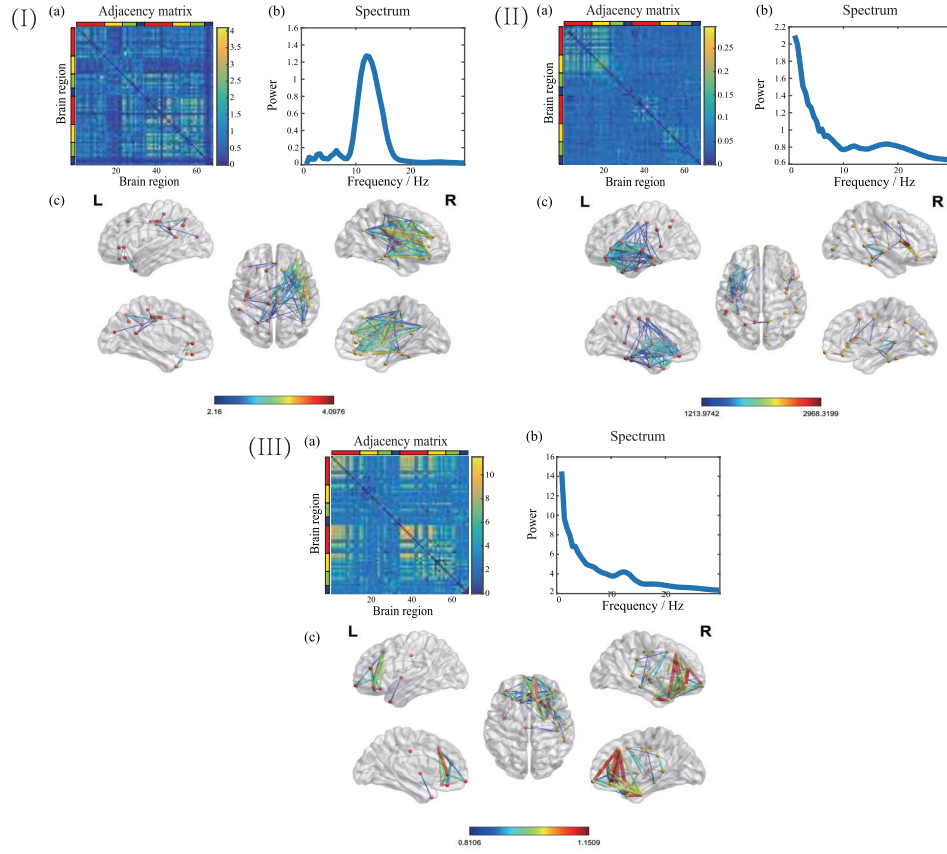 (I)
(a)
Adjacency matrix
Brain region
20
40
60
Brain region
4
3.5
3
2.5
2
1.5
1
0.5
0
(b)
Spectrum
Power
1.6
1.4
1.2
1
0.8
0.6
0.4
0.2
0
0
10
20
Frequency / Hz
(c)
L
R
2.16
4.0976
(II)
(a)
Adjacency matrix
Brain region
20
40
60
Brain region
0.25
0.2
0.15
0.1
0.05
0
(b)
Spectrum
Power
2.2
2
1.8
1.6
1.4
1.2
1
0.8
0.6
0
10
20
Frequency / Hz
(c)
L
R
1213.9742
2968.3199
(III)
(a)
Adjacency matrix
Brain region
20
40
60
Brain region
10
8
6
4
2
0
(b)
Spectrum
Power
16
14
12
10
8
6
4
2
0
10
20
Frequency / Hz
(c)
L
R
0.8106
1.1509